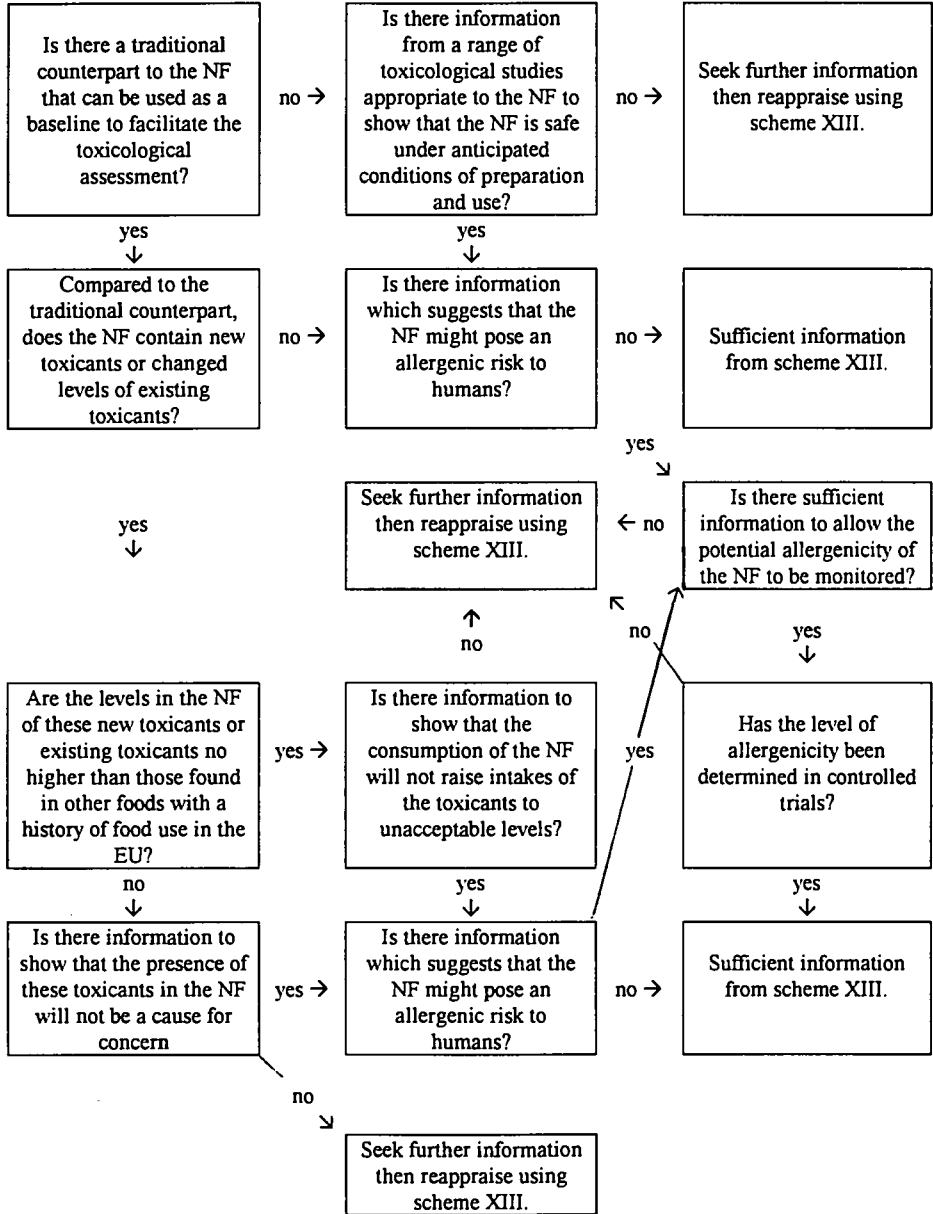 Is there a traditional
counterpart to the NF
that can be used as a
baseline to facilitate the
toxicological
assessment?
no →
Is there information
from a range of
toxicological studies
appropriate to the NF to
show that the NF is safe
under anticipated
conditions of preparation
and use?
no →
Seek further information
then reappraise using
scheme XIII.
yes
↓
yes
↓
Compared to the
traditional counterpart,
does the NF contain new
toxicants or changed
levels of existing
toxicants?
no →
Is there information
which suggests that the
NF might pose an
allergenic risk to
humans?
no →
Sufficient information
from scheme XIII.
yes
↘
yes
↓
Seek further information
then reappraise using
scheme XIII.
← no
Is there sufficient
information to allow the
potential allergenicity of
the NF to be monitored?
↑
no
↖
no
yes
↓
Are the levels in the NF
of these new toxicants or
existing toxicants no
higher than those found
in other foods with a
history of food use in the
EU?
yes →
Is there information to
show that the
consumption of the NF
will not raise intakes of
the toxicants to
unacceptable levels?
yes
Has the level of
allergenicity been
determined in controlled
trials?
no
↓
yes
↓
yes
↓
Is there information to
show that the presence of
these toxicants in the NF
will not be a cause for
concern
yes →
Is there information
which suggests that the
NF might pose an
allergenic risk to
humans?
no →
Sufficient information
from scheme XIII.
no
↘
Seek further information
then reappraise using
scheme XIII.